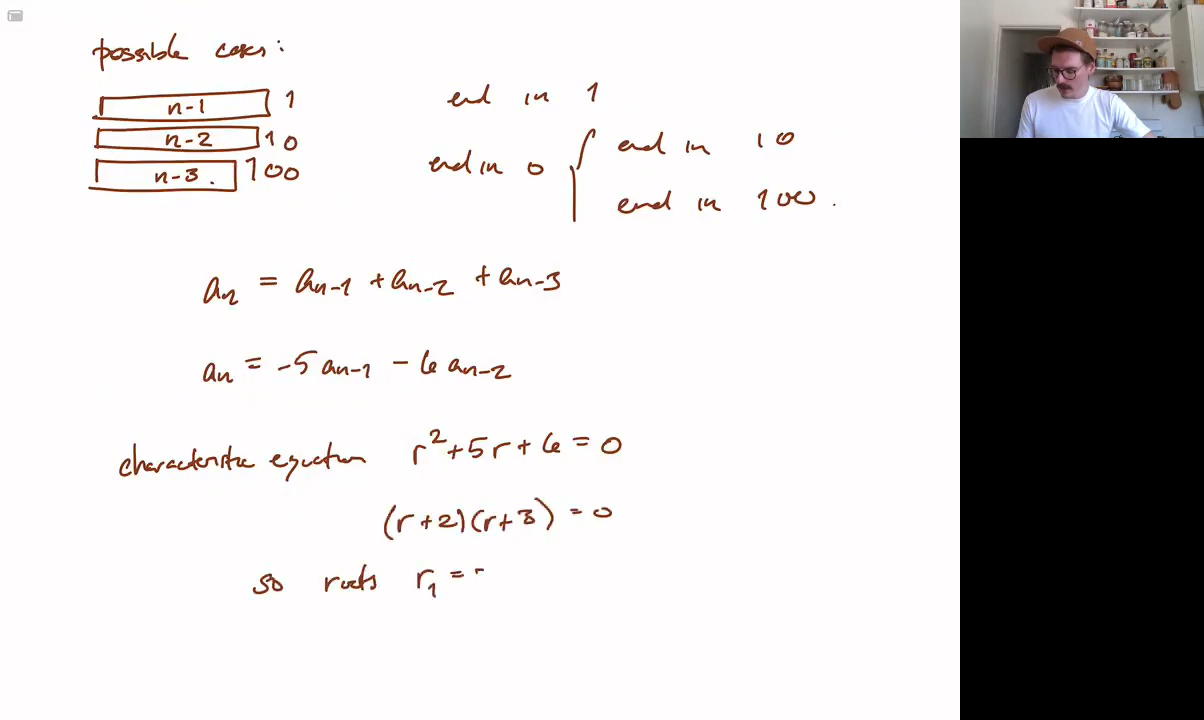 possible cases:
n-1 1 end in 1
n-2 10 end in 10
end in 0
n-3. 100 end in 100.
an = an-1 + an-2 + an-3
an = -5 an-1 - 6 an-2
characteristic equation r² + 5r + 6 = 0
(r+2)(r+3) = 0
so roots r1 = -